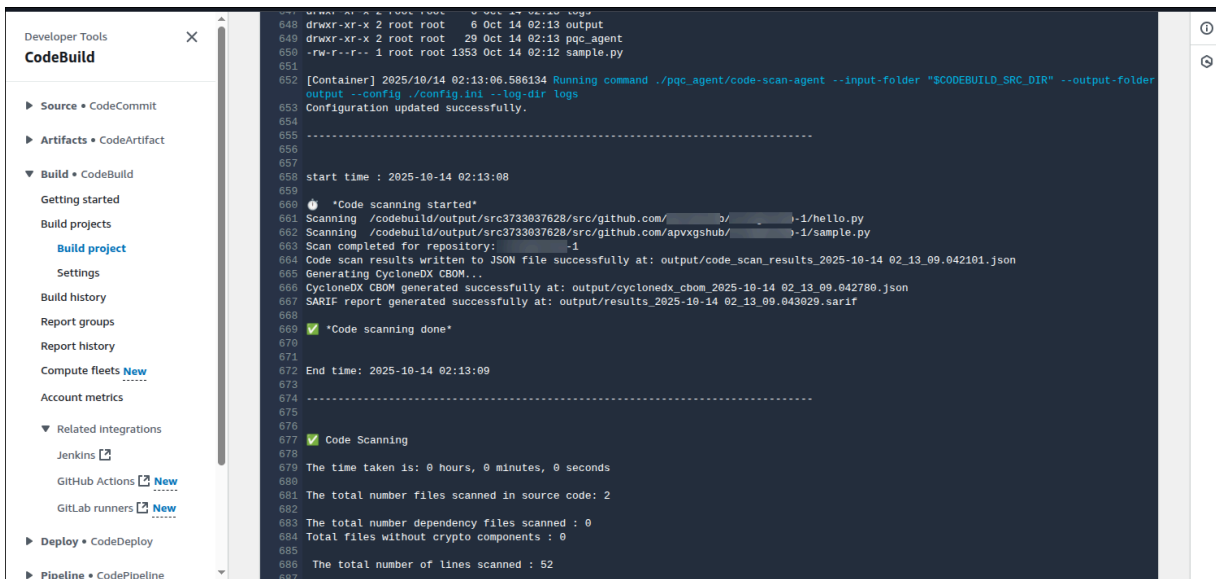 Developer Tools
CodeBuild
Source • CodeCommit
Artifacts • CodeArtifact
Build • CodeBuild
Getting started
Build projects
Build project
Settings
Build history
Report groups
Report history
Compute fleets New
Account metrics
Related integrations
Jenkins
GitHub Actions New
GitLab runners New
Deploy • CodeDeploy
Pipeline • CodePipeline
648 drwxr-xr-x 2 root root 6 Oct 14 02:13 output
649 drwxr-xr-x 2 root root 29 Oct 14 02:13 pqc_agent
650 -rw-r--r-- 1 root root 1353 Oct 14 02:12 sample.py
651
652 [Container] 2025/10/14 02:13:06.586134 Running command ./pqc_agent/code-scan-agent --input-folder "$CODEBUILD_SRC_DIR" --output-folder
output --config ./config.ini --log-dir logs
653 Configuration updated successfully.
654
655 --------------------------------------------------------------------------------
656
657
658 start time : 2025-10-14 02:13:08
659
660 ⏱ *Code scanning started*
661 Scanning /codebuild/output/src3733037628/src/github.com/ b/ -1/hello.py
662 Scanning /codebuild/output/src3733037628/src/github.com/apvxgshub/ -1/sample.py
663 Scan completed for repository: -1
664 Code scan results written to JSON file successfully at: output/code_scan_results_2025-10-14 02_13_09.042101.json
665 Generating CycloneDX CBOM...
666 CycloneDX CBOM generated successfully at: output/cyclonedx_cbom_2025-10-14 02_13_09.042780.json
667 SARIF report generated successfully at: output/results_2025-10-14 02_13_09.043029.sarif
668
669 ✅ *Code scanning done*
670
671
672 End time: 2025-10-14 02:13:09
673
674 --------------------------------------------------------------------------------
675
676
677 ✅ Code Scanning
678
679 The time taken is: 0 hours, 0 minutes, 0 seconds
680
681 The total number files scanned in source code: 2
682
683 The total number dependency files scanned : 0
684 Total files without crypto components : 0
685
686 The total number of lines scanned : 52